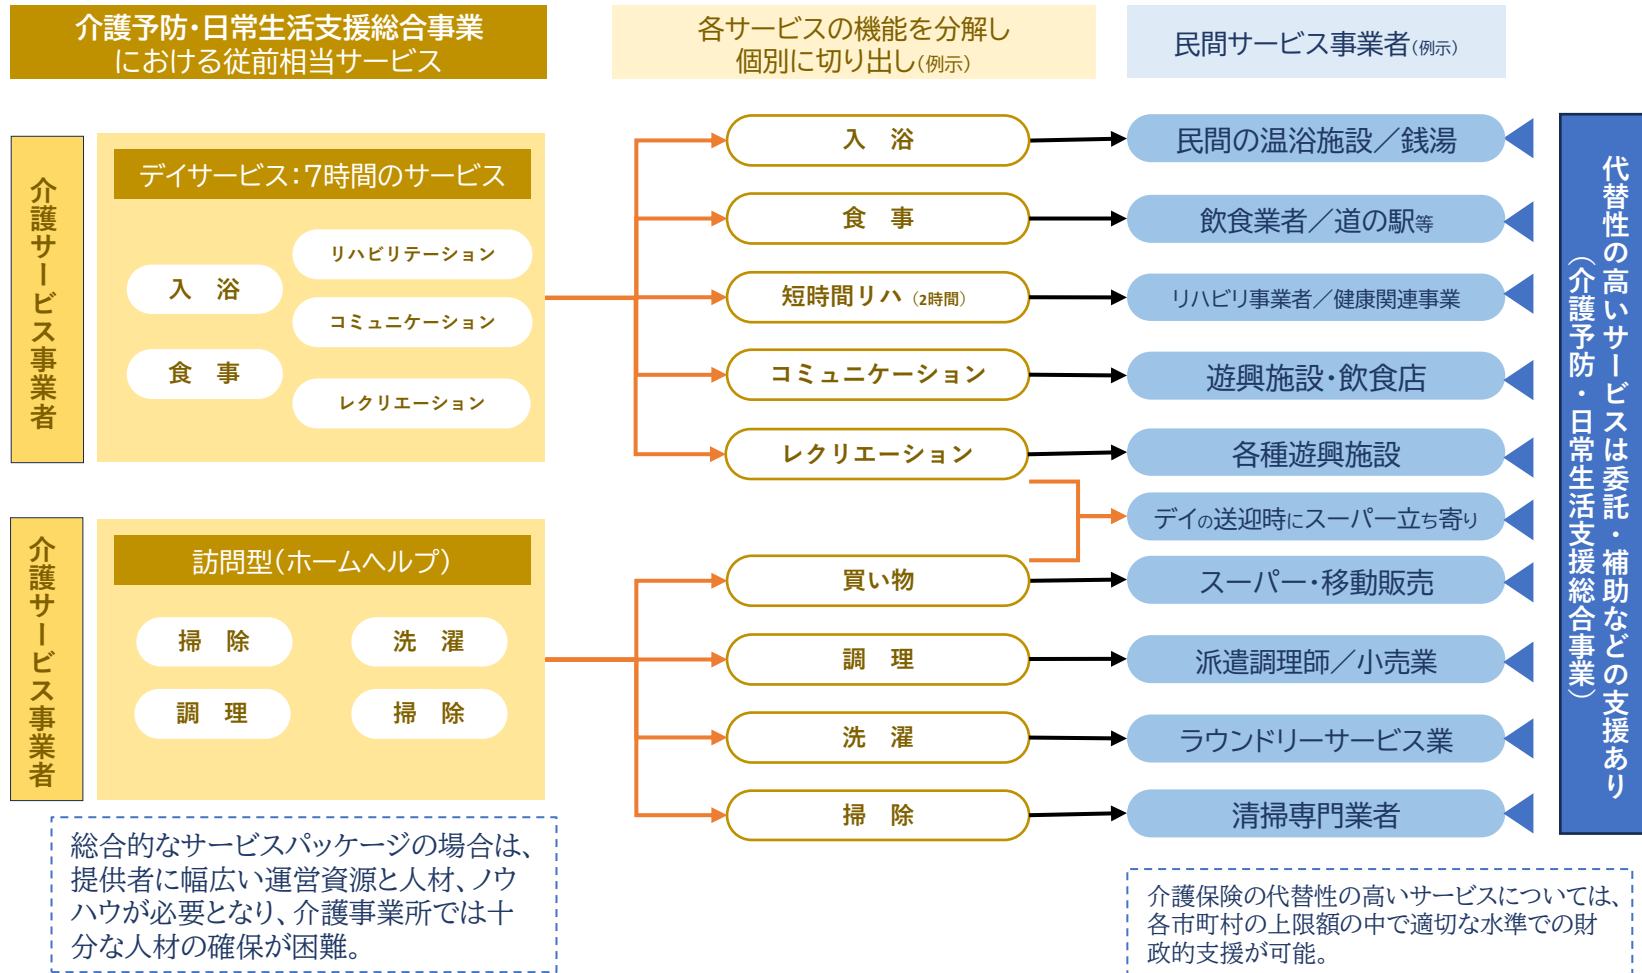 介護予防・日常生活支援総合事業
における従前相当サービス
各サービスの機能を分解し
個別に切り出し(例示)
民間サービス事業者(例示)
介護サービス事業者
デイサービス：7時間のサービス
リハビリテーション
入　浴
コミュニケーション
食　事
レクリエーション
入　浴
民間の温浴施設／銭湯
食　事
飲食業者／道の駅等
短時間リハ（2時間）
リハビリ事業者／健康関連事業
コミュニケーション
遊興施設・飲食店
レクリエーション
各種遊興施設
デイの送迎時にスーパー立ち寄り
介護サービス事業者
訪問型(ホームヘルプ)
掃　除
洗　濯
調　理
掃　除
買い物
スーパー・移動販売
調　理
派遣調理師／小売業
洗　濯
ラウンドリーサービス業
掃　除
清掃専門業者
代替性の高いサービスは委託・補助などの支援あり
（介護予防・日常生活支援総合事業）
総合的なサービスパッケージの場合は、
提供者に幅広い運営資源と人材、ノウ
ハウが必要となり、介護事業所では十
分な人材の確保が困難。
介護保険の代替性の高いサービスについては、
各市町村の上限額の中で適切な水準での財
政的支援が可能。